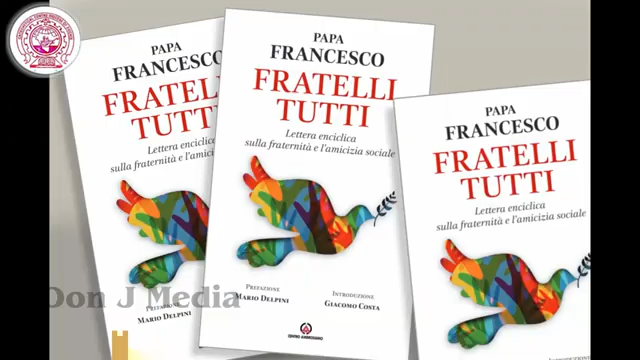 PAPA
FRANCESCO
FRATELLI
TUTTI
Lettera enciclica
sulla fraternità e l'amicizia sociale
PREFAZIONE
MARIO DELPINI
INTRODUZIONE
GIACOMO COSTA
CENTRO AMBROSIANO
PAPA
FRANCESCO
FRATELLI
TUTTI
Lettera enciclica
sulla fraternità e l'amicizia sociale
MARIO DELPINI
PAPA
FRANCESCO
FRATELLI
TUTTI
Lettera enciclica
sulla fraternità e l'amicizia sociale
Don J Media